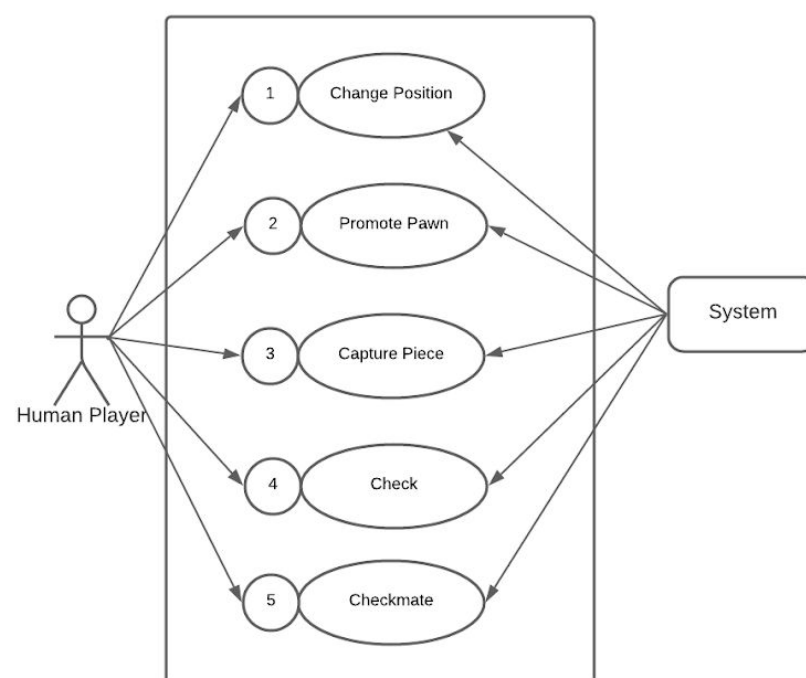 1
Change Position
2
Promote Pawn
System
3
Capture Piece
Human Player
4
Check
5
Checkmate